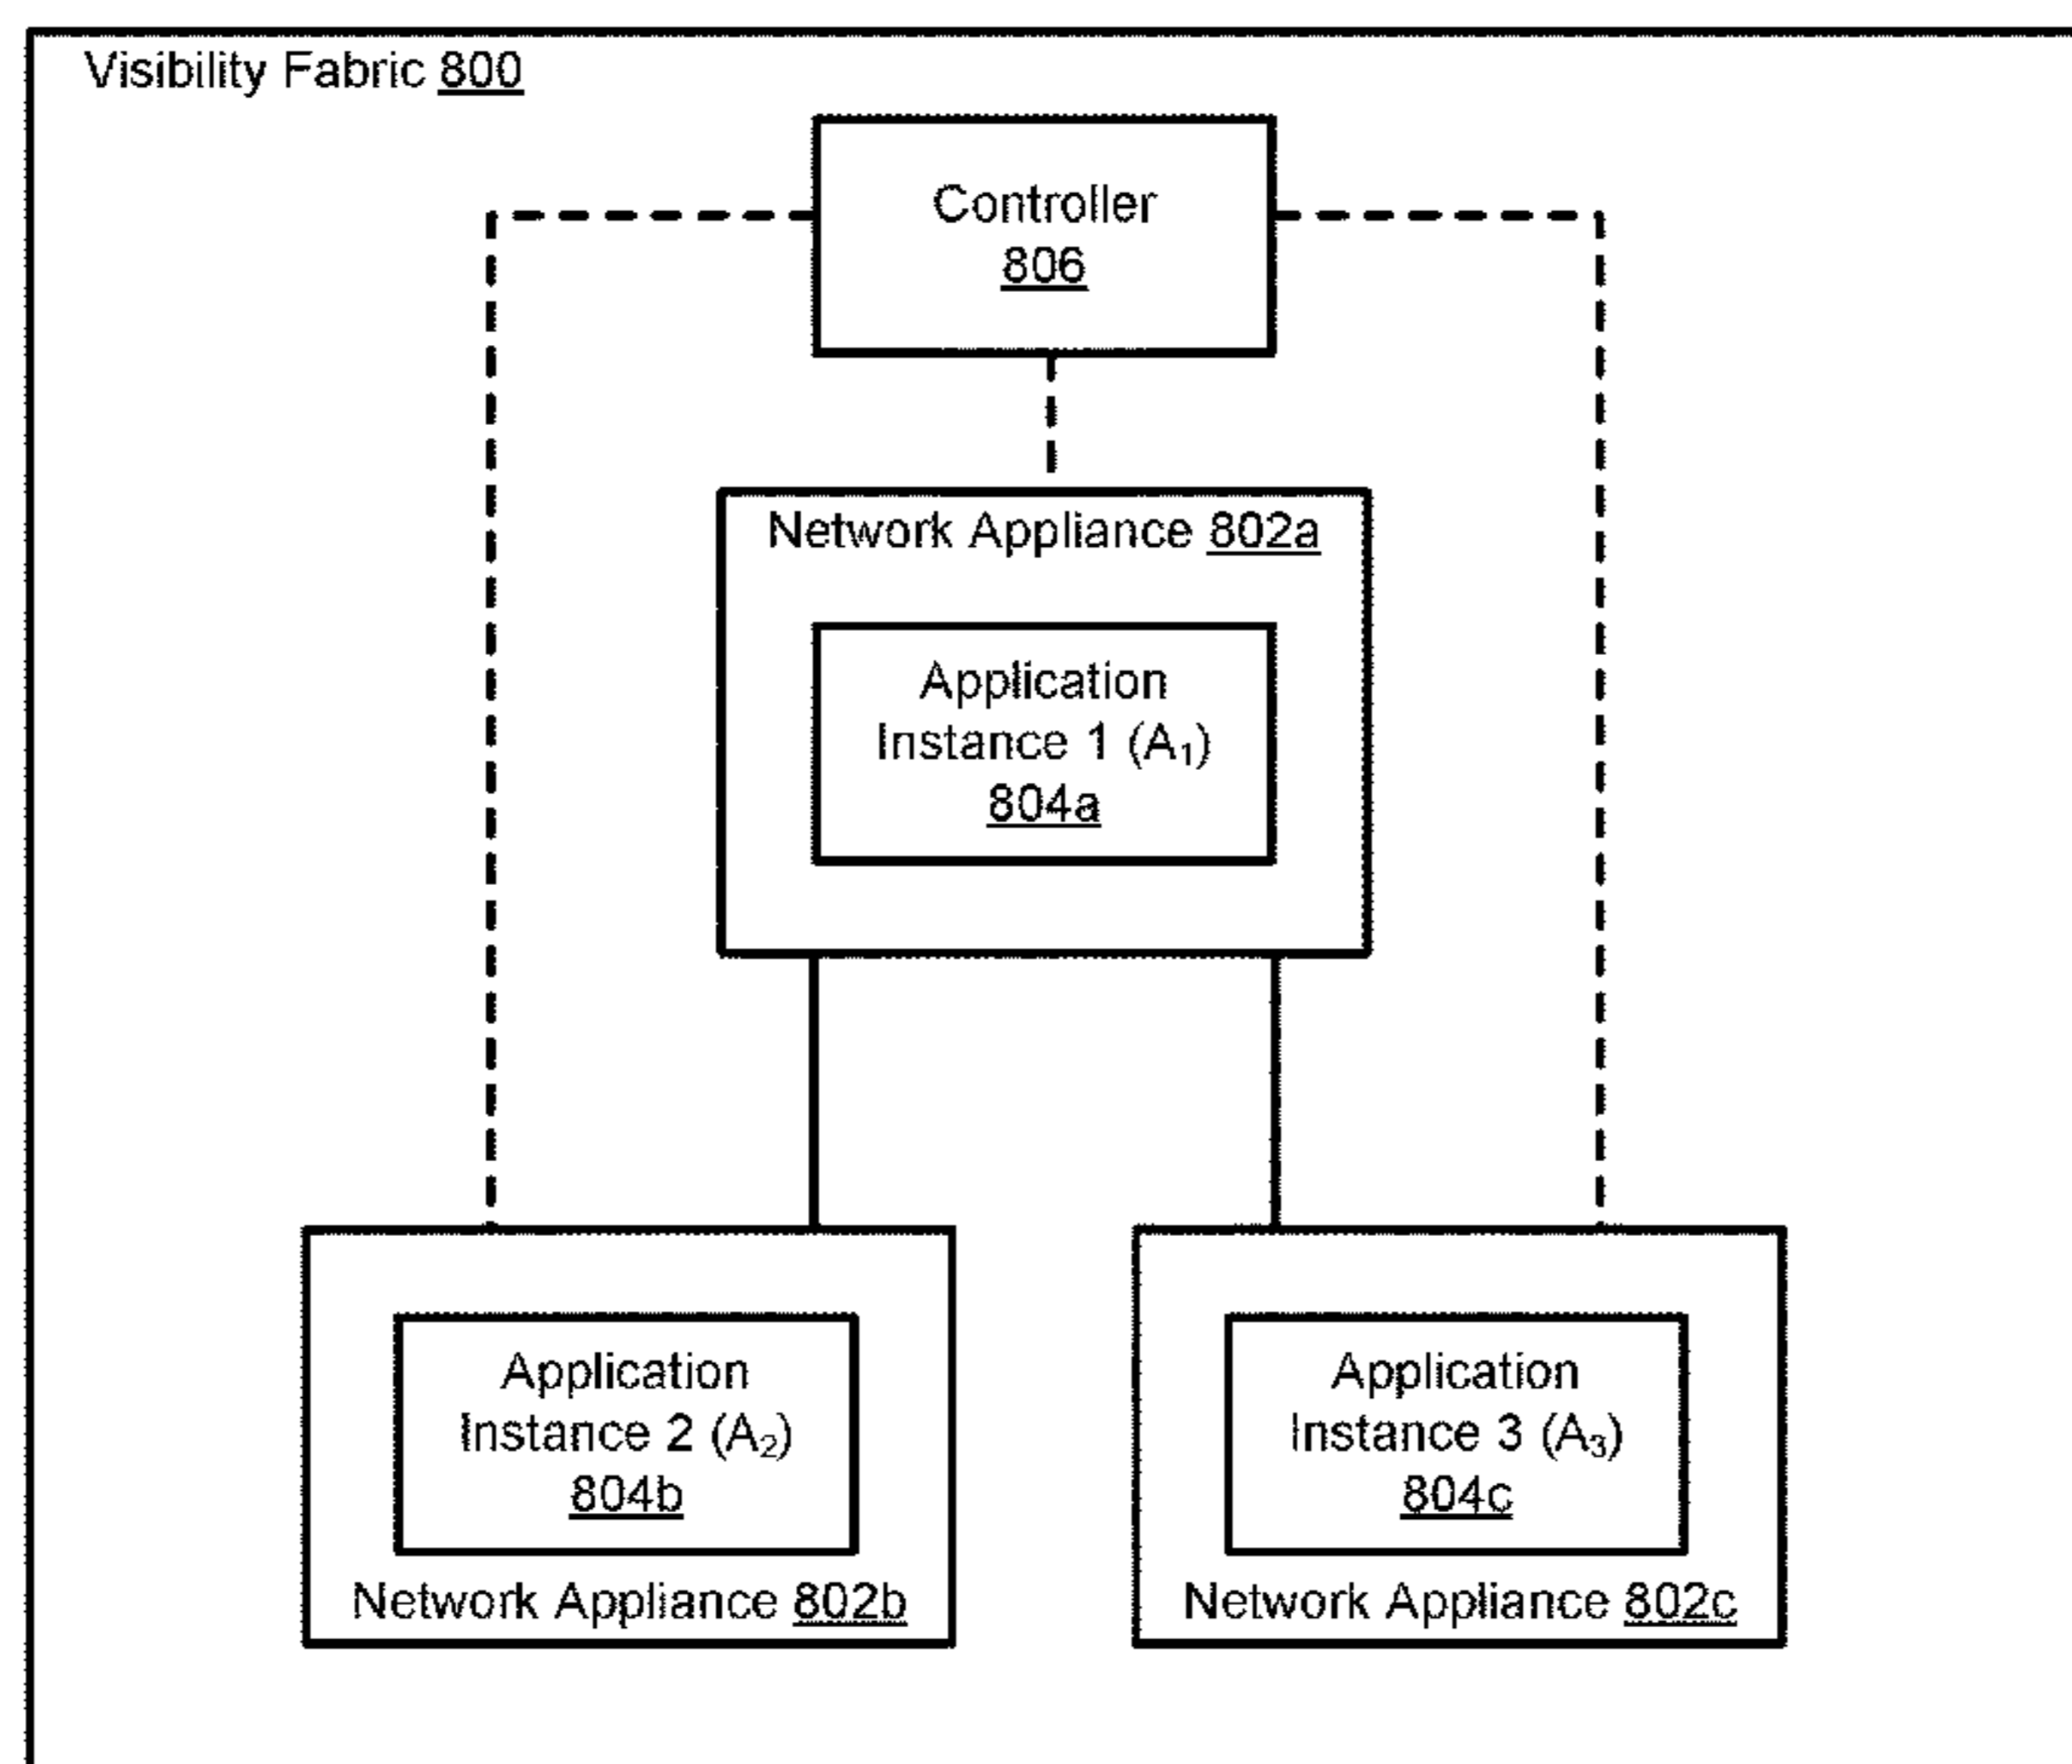 Visibility Fabric 800
Controller
806
Network Appliance 802a
Application
Instance 1 (A₁)
804a
Application
Instance 2 (A₂)
804b
Network Appliance 802b
Application
Instance 3 (A₃)
804c
Network Appliance 802c